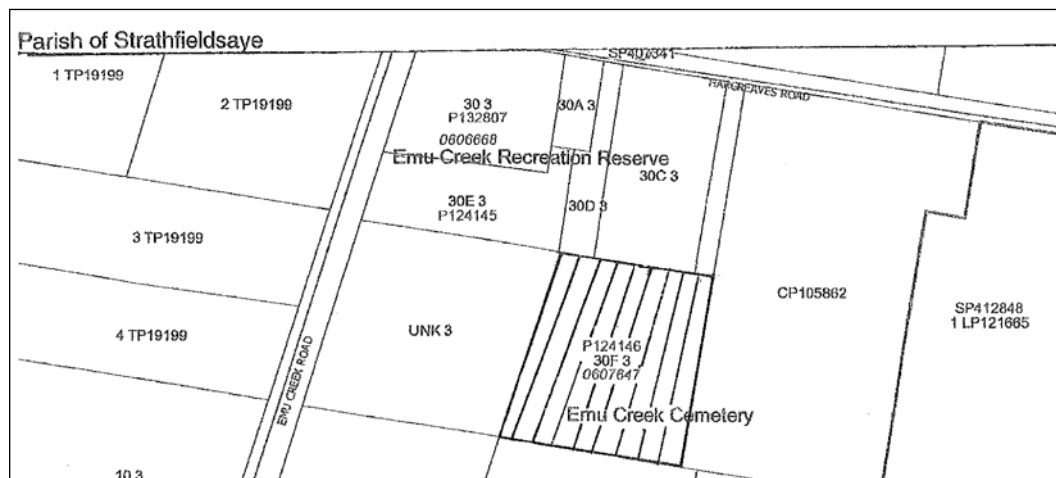 Parish of Strathfieldsaye
SP407341
1 TP19199
2 TP19199
HARGREAVES ROAD
30 3
P132807
30A 3
0606668
Emu Creek Recreation Reserve
30C 3
30E 3
P124145
30D 3
3 TP19199
CP105862
SP412848
1 LP121665
4 TP19199
UNK 3
P124146
30F 3
0607647
EMU CREEK ROAD
Emu Creek Cemetery
10 3